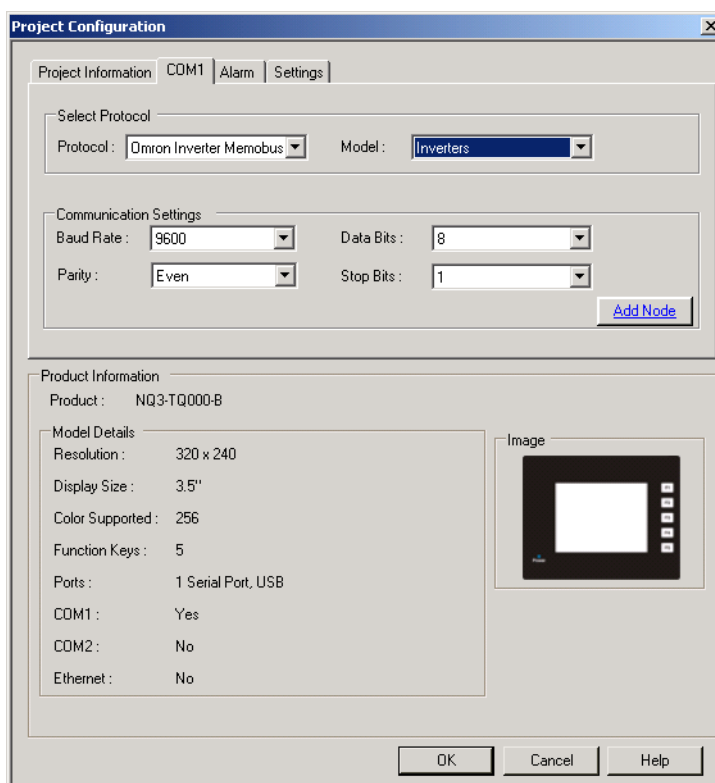 Project Configuration
Project Information COM1 Alarm Settings
Select Protocol
Protocol : Omron Inverter Memobus Model : Inverters
Communication Settings
Baud Rate : 9600 Data Bits : 8
Parity : Even Stop Bits : 1
Add Node
Product Information
Product : NQ3-TQ000-B
Model Details
Image
Resolution : 320 x 240
Display Size : 3.5"
Color Supported : 256
Function Keys : 5
Ports : 1 Serial Port, USB
COM1 : Yes
COM2 : No
Ethernet : No
OK Cancel Help